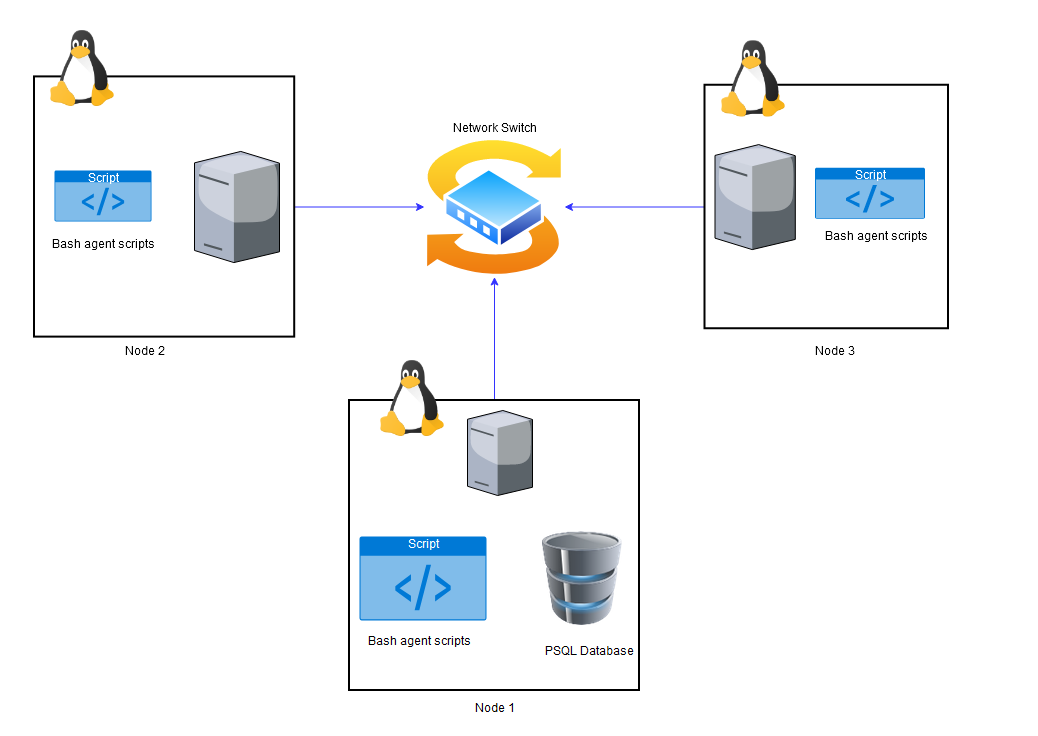 Network Switch
Script
</>
Bash agent scripts
Node 2
Script
</>
Bash agent scripts
Node 3
Script
</>
Bash agent scripts
PSQL Database
Node 1